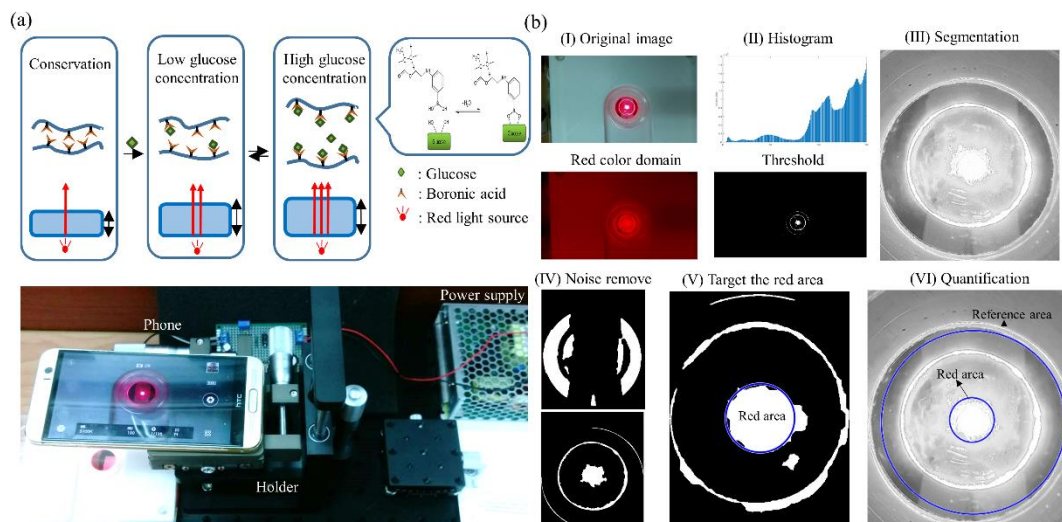 (a)
Conservation
Low glucose
concentration
High glucose
concentration
-H₂O
: Glucose
: Boronic acid
: Red light source
Phone
Power supply
hTC
Holder
(b)
(I) Original image
(II) Histogram
(III) Segmentation
Red color domain
Threshold
(IV) Noise remove
(V) Target the red area
Red area
(VI) Quantification
Reference area
Red area